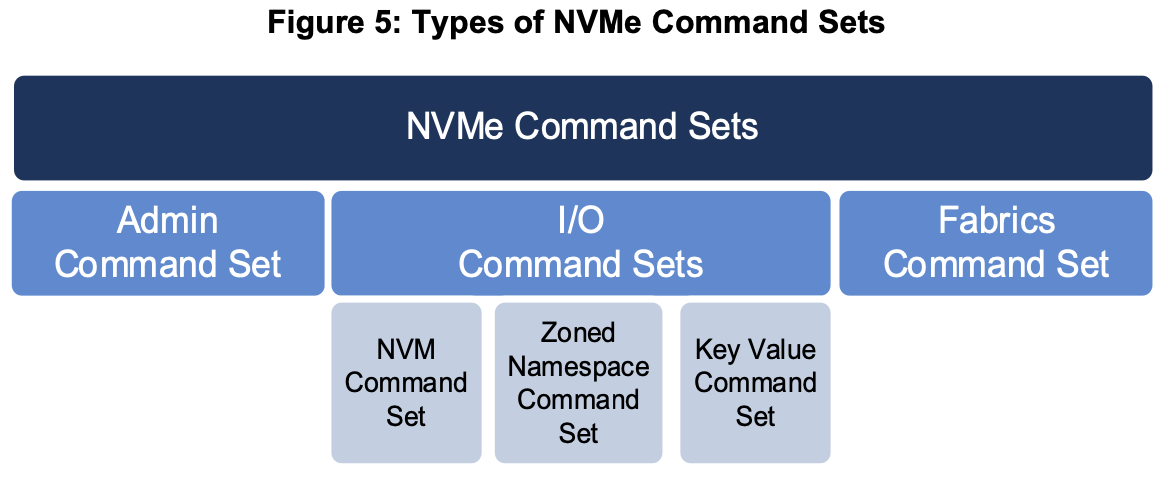 Figure 5: Types of NVMe Command Sets
NVMe Command Sets
Admin
Command Set
I/O
Command Sets
Fabrics
Command Set
NVM
Command
Set
Zoned
Namespace
Command
Set
Key Value
Command
Set